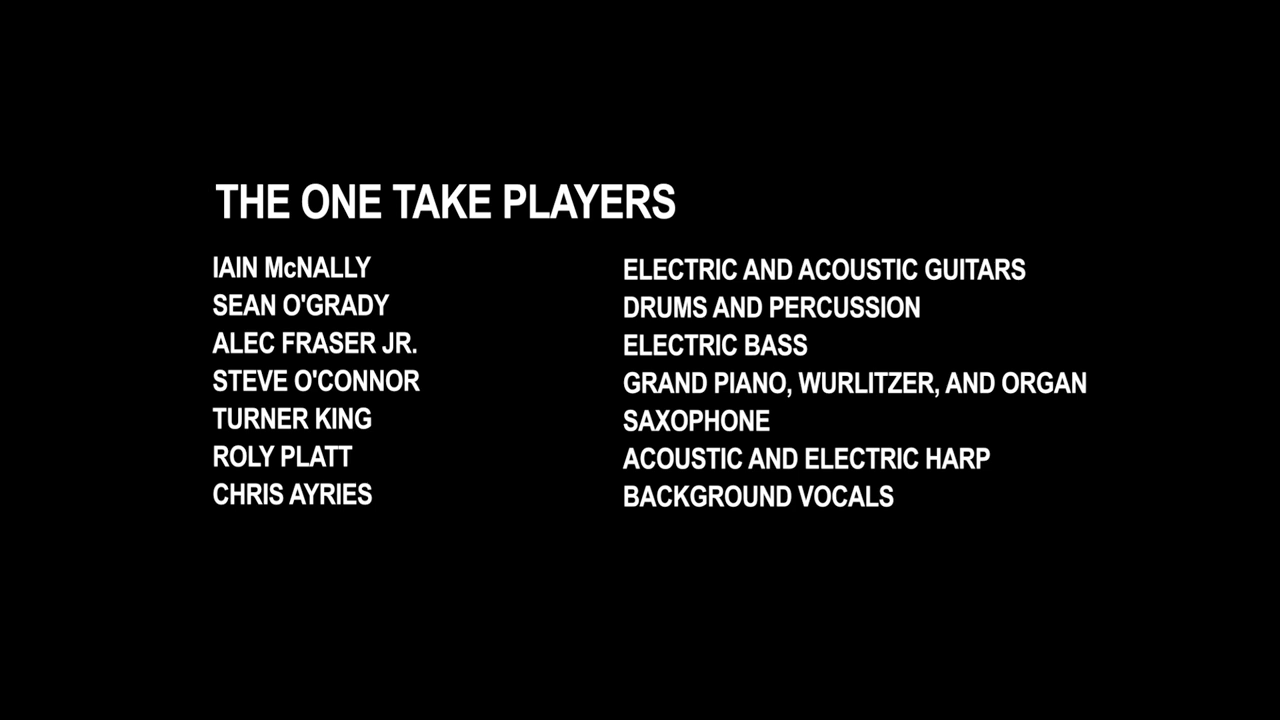 THE ONE TAKE PLAYERS
IAIN McNALLY ELECTRIC AND ACOUSTIC GUITARS
SEAN O'GRADY DRUMS AND PERCUSSION
ALEC FRASER JR. ELECTRIC BASS
STEVE O'CONNOR GRAND PIANO, WURLITZER, AND ORGAN
TURNER KING SAXOPHONE
ROLY PLATT ACOUSTIC AND ELECTRIC HARP
CHRIS AYRIES BACKGROUND VOCALS